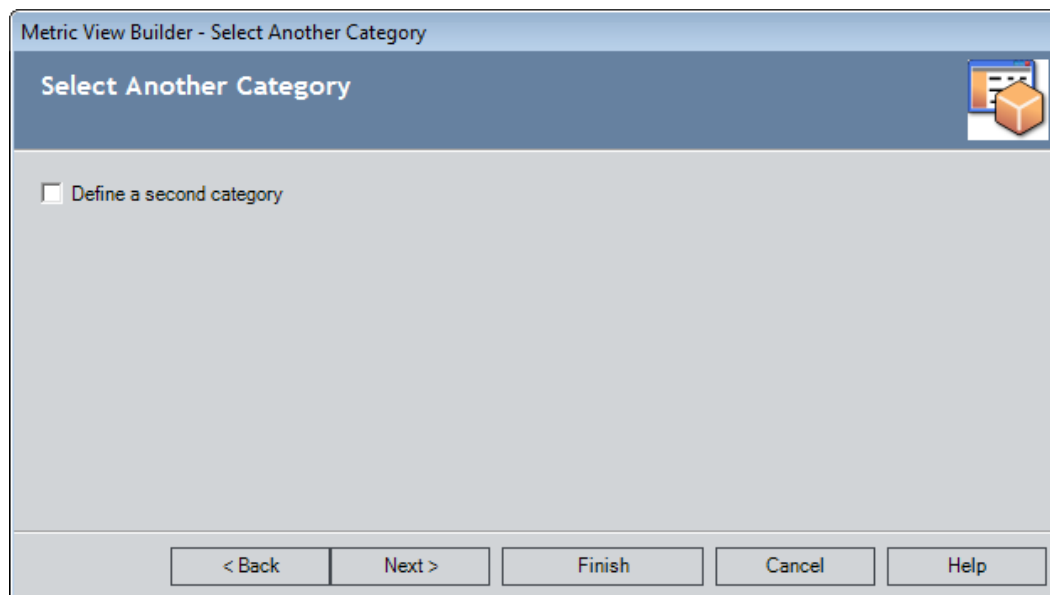 Metric View Builder - Select Another Category
Select Another Category
Define a second category
< Back Next > Finish Cancel Help